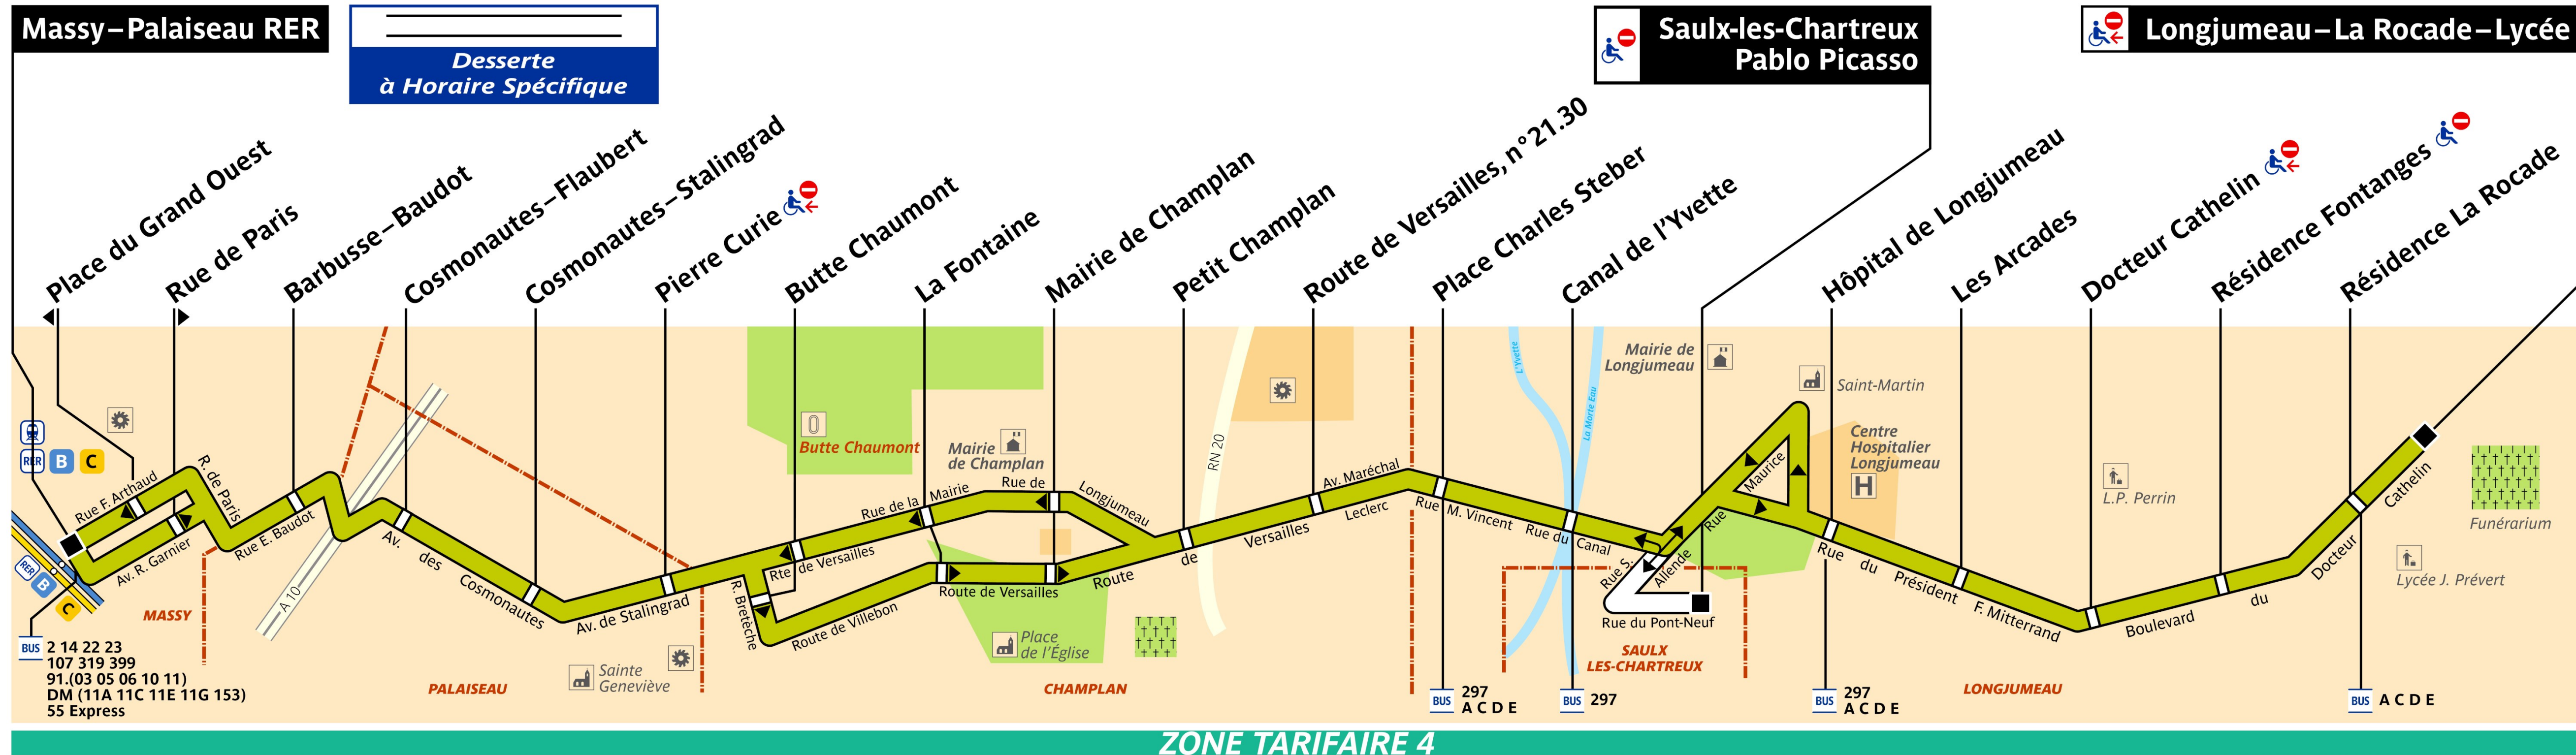 Massy–Palaiseau RER
Desserte
à Horaire Spécifique
Saulx-les-Chartreux
Pablo Picasso
Longjumeau–La Rocade–Lycée
Place du Grand Ouest
Rue de Paris
Barbusse–Baudot
Cosmonautes–Flaubert
Cosmonautes–Stalingrad
Pierre Curie
Butte Chaumont
La Fontaine
Mairie de Champlan
Petit Champlan
Route de Versailles, n°21.30
Place Charles Steber
Canal de l'Yvette
Hôpital de Longjumeau
Les Arcades
Docteur Cathelin
Résidence Fontanges
Résidence La Rocade
RER B C
Rue F. Arthaud
R. de Paris
Av. R. Garnier
Rue E. Baudot
RER B C
MASSY
A 10
Av. des Cosmonautes
Av. de Stalingrad
Sainte
Geneviève
PALAISEAU
Butte Chaumont
Mairie
de Champlan
Rue de la Mairie
Rue de Longjumeau
Rte de Versailles
R. Bretèche
Route de Villebon
Route de Versailles
Place
de l'Église
CHAMPLAN
RN 20
Route de Versailles
Av. Maréchal Leclerc
L'Yvette
La Morte Eau
Rue M. Vincent
Rue du Canal
Mairie de
Longjumeau
Saint-Martin
Rue Maurice
Rue S. Allende
Rue du Pont-Neuf
SAULX
LES-CHARTREUX
Centre
Hospitalier
Longjumeau
H
Rue du Président F. Mitterrand
LONGJUMEAU
L.P. Perrin
Boulevard du Docteur Cathelin
Funérarium
Lycée J. Prévert
BUS 2 14 22 23
107 319 399
91.(03 05 06 10 11)
DM (11A 11C 11E 11G 153)
55 Express
BUS 297
A C D E
BUS 297
BUS 297
A C D E
BUS A C D E
ZONE TARIFAIRE 4